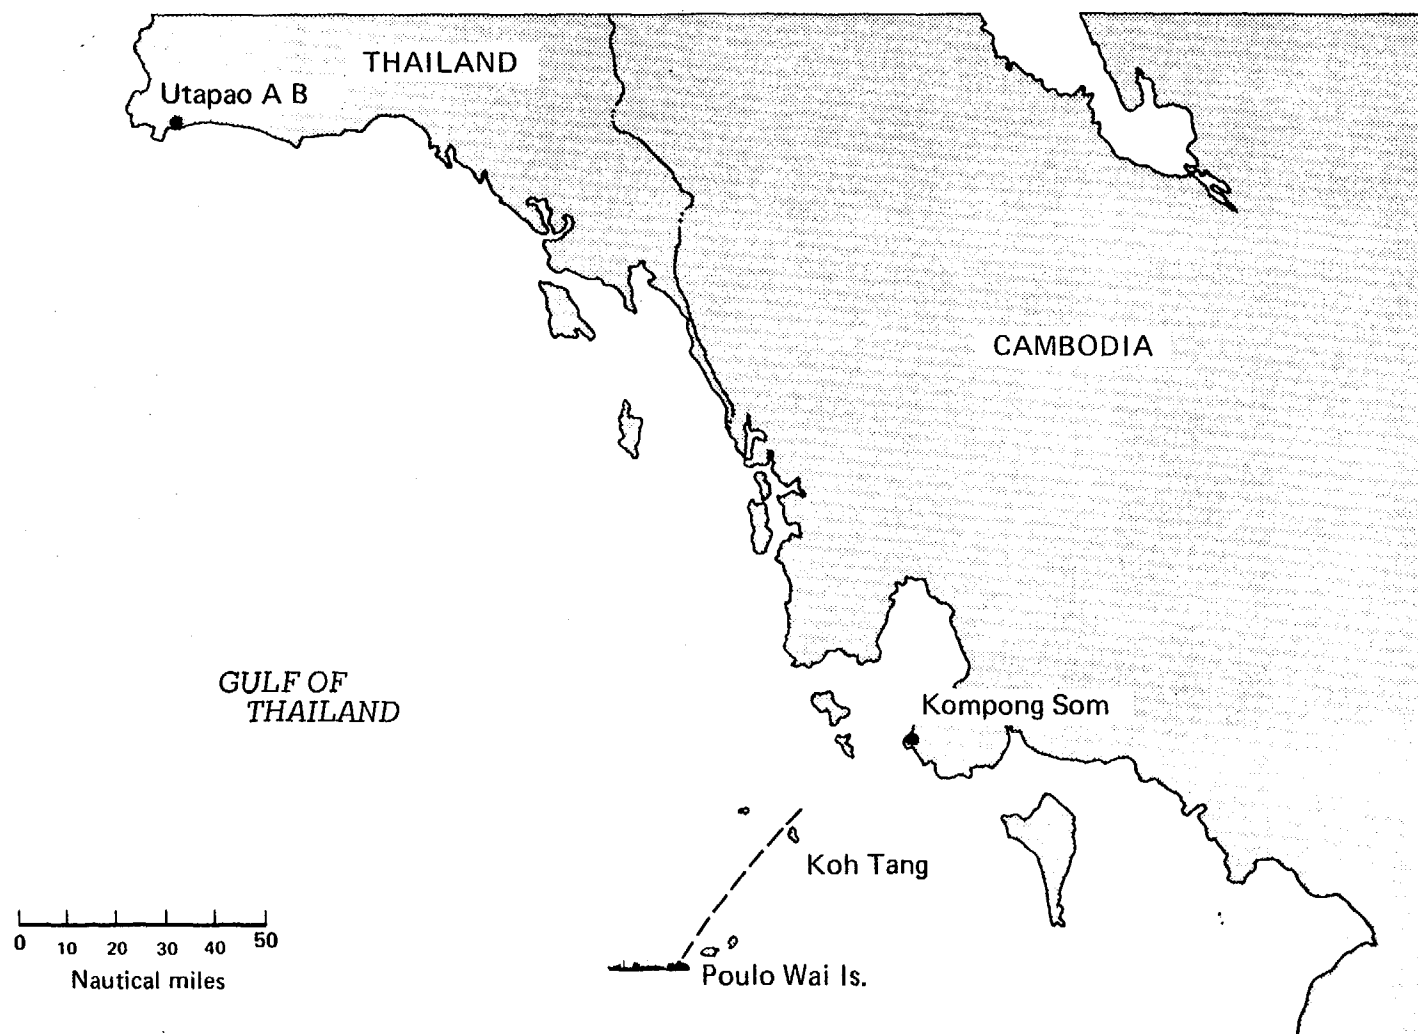 THAILAND
Utapao A B
CAMBODIA
GULF OF
THAILAND
Kompong Som
Koh Tang
0 10 20 30 40 50
Nautical miles
Poulo Wai Is.